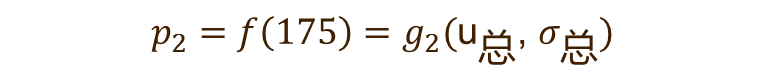 p₂ = f(175) = g₂(u总, σ总)